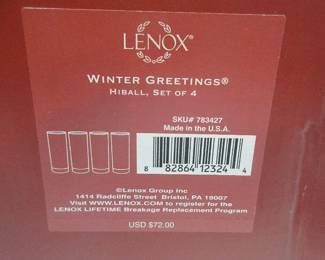 LENOX®
WINTER GREETINGS®
HIBALL, SET OF 4
SKU# 783427
Made in the U.S.A.
8 82864 12324 4
©Lenox Group Inc
1414 Radcliffe Street Bristol, PA 19007
Visit WWW.LENOX.COM to register for the
LENOX LIFETIME Breakage Replacement Program
USD $72.00